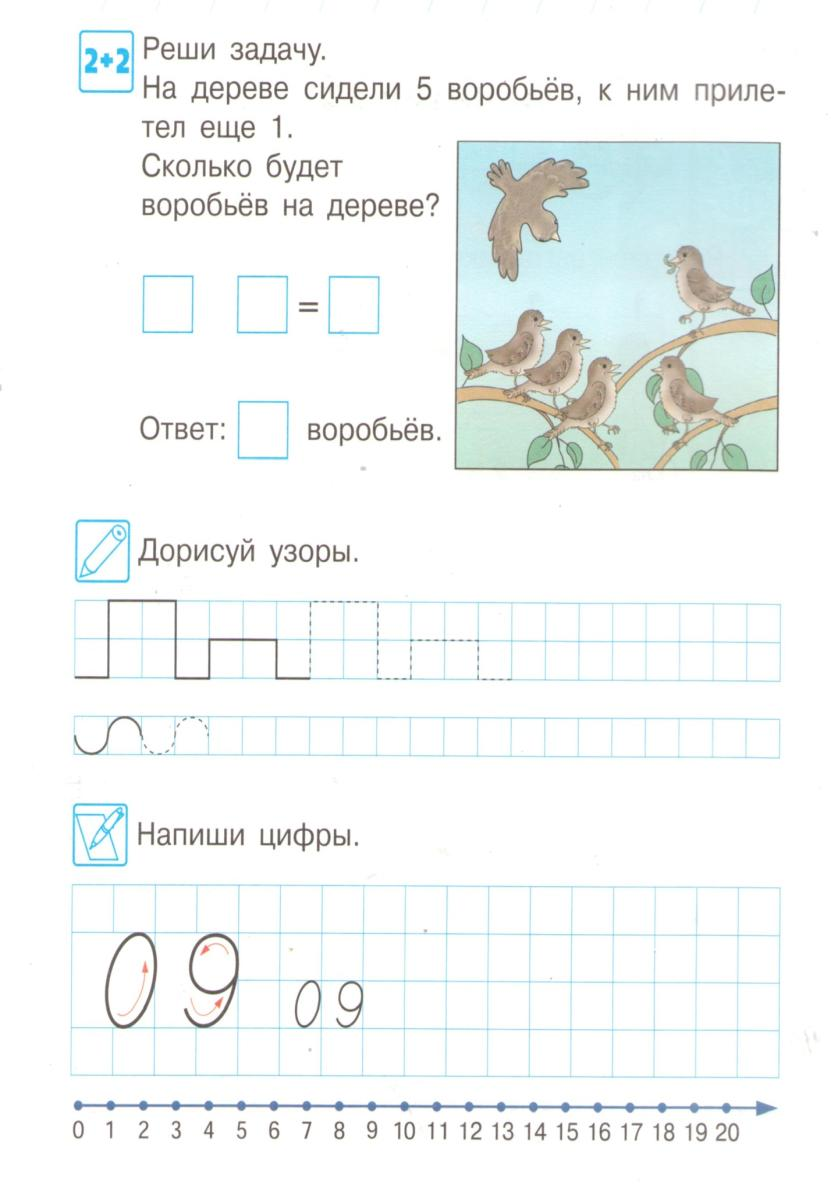 2+2
Реши задачу.
На дереве сидели 5 воробьёв, к ним приле-
тел еще 1.
Сколько будет
воробьёв на дереве?
=
Ответ: воробьёв.
Дорисуй узоры.
Напиши цифры.
0 9 0 9
0 1 2 3 4 5 6 7 8 9 10 11 12 13 14 15 16 17 18 19 20